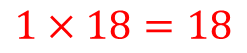 1 × 18 = 18